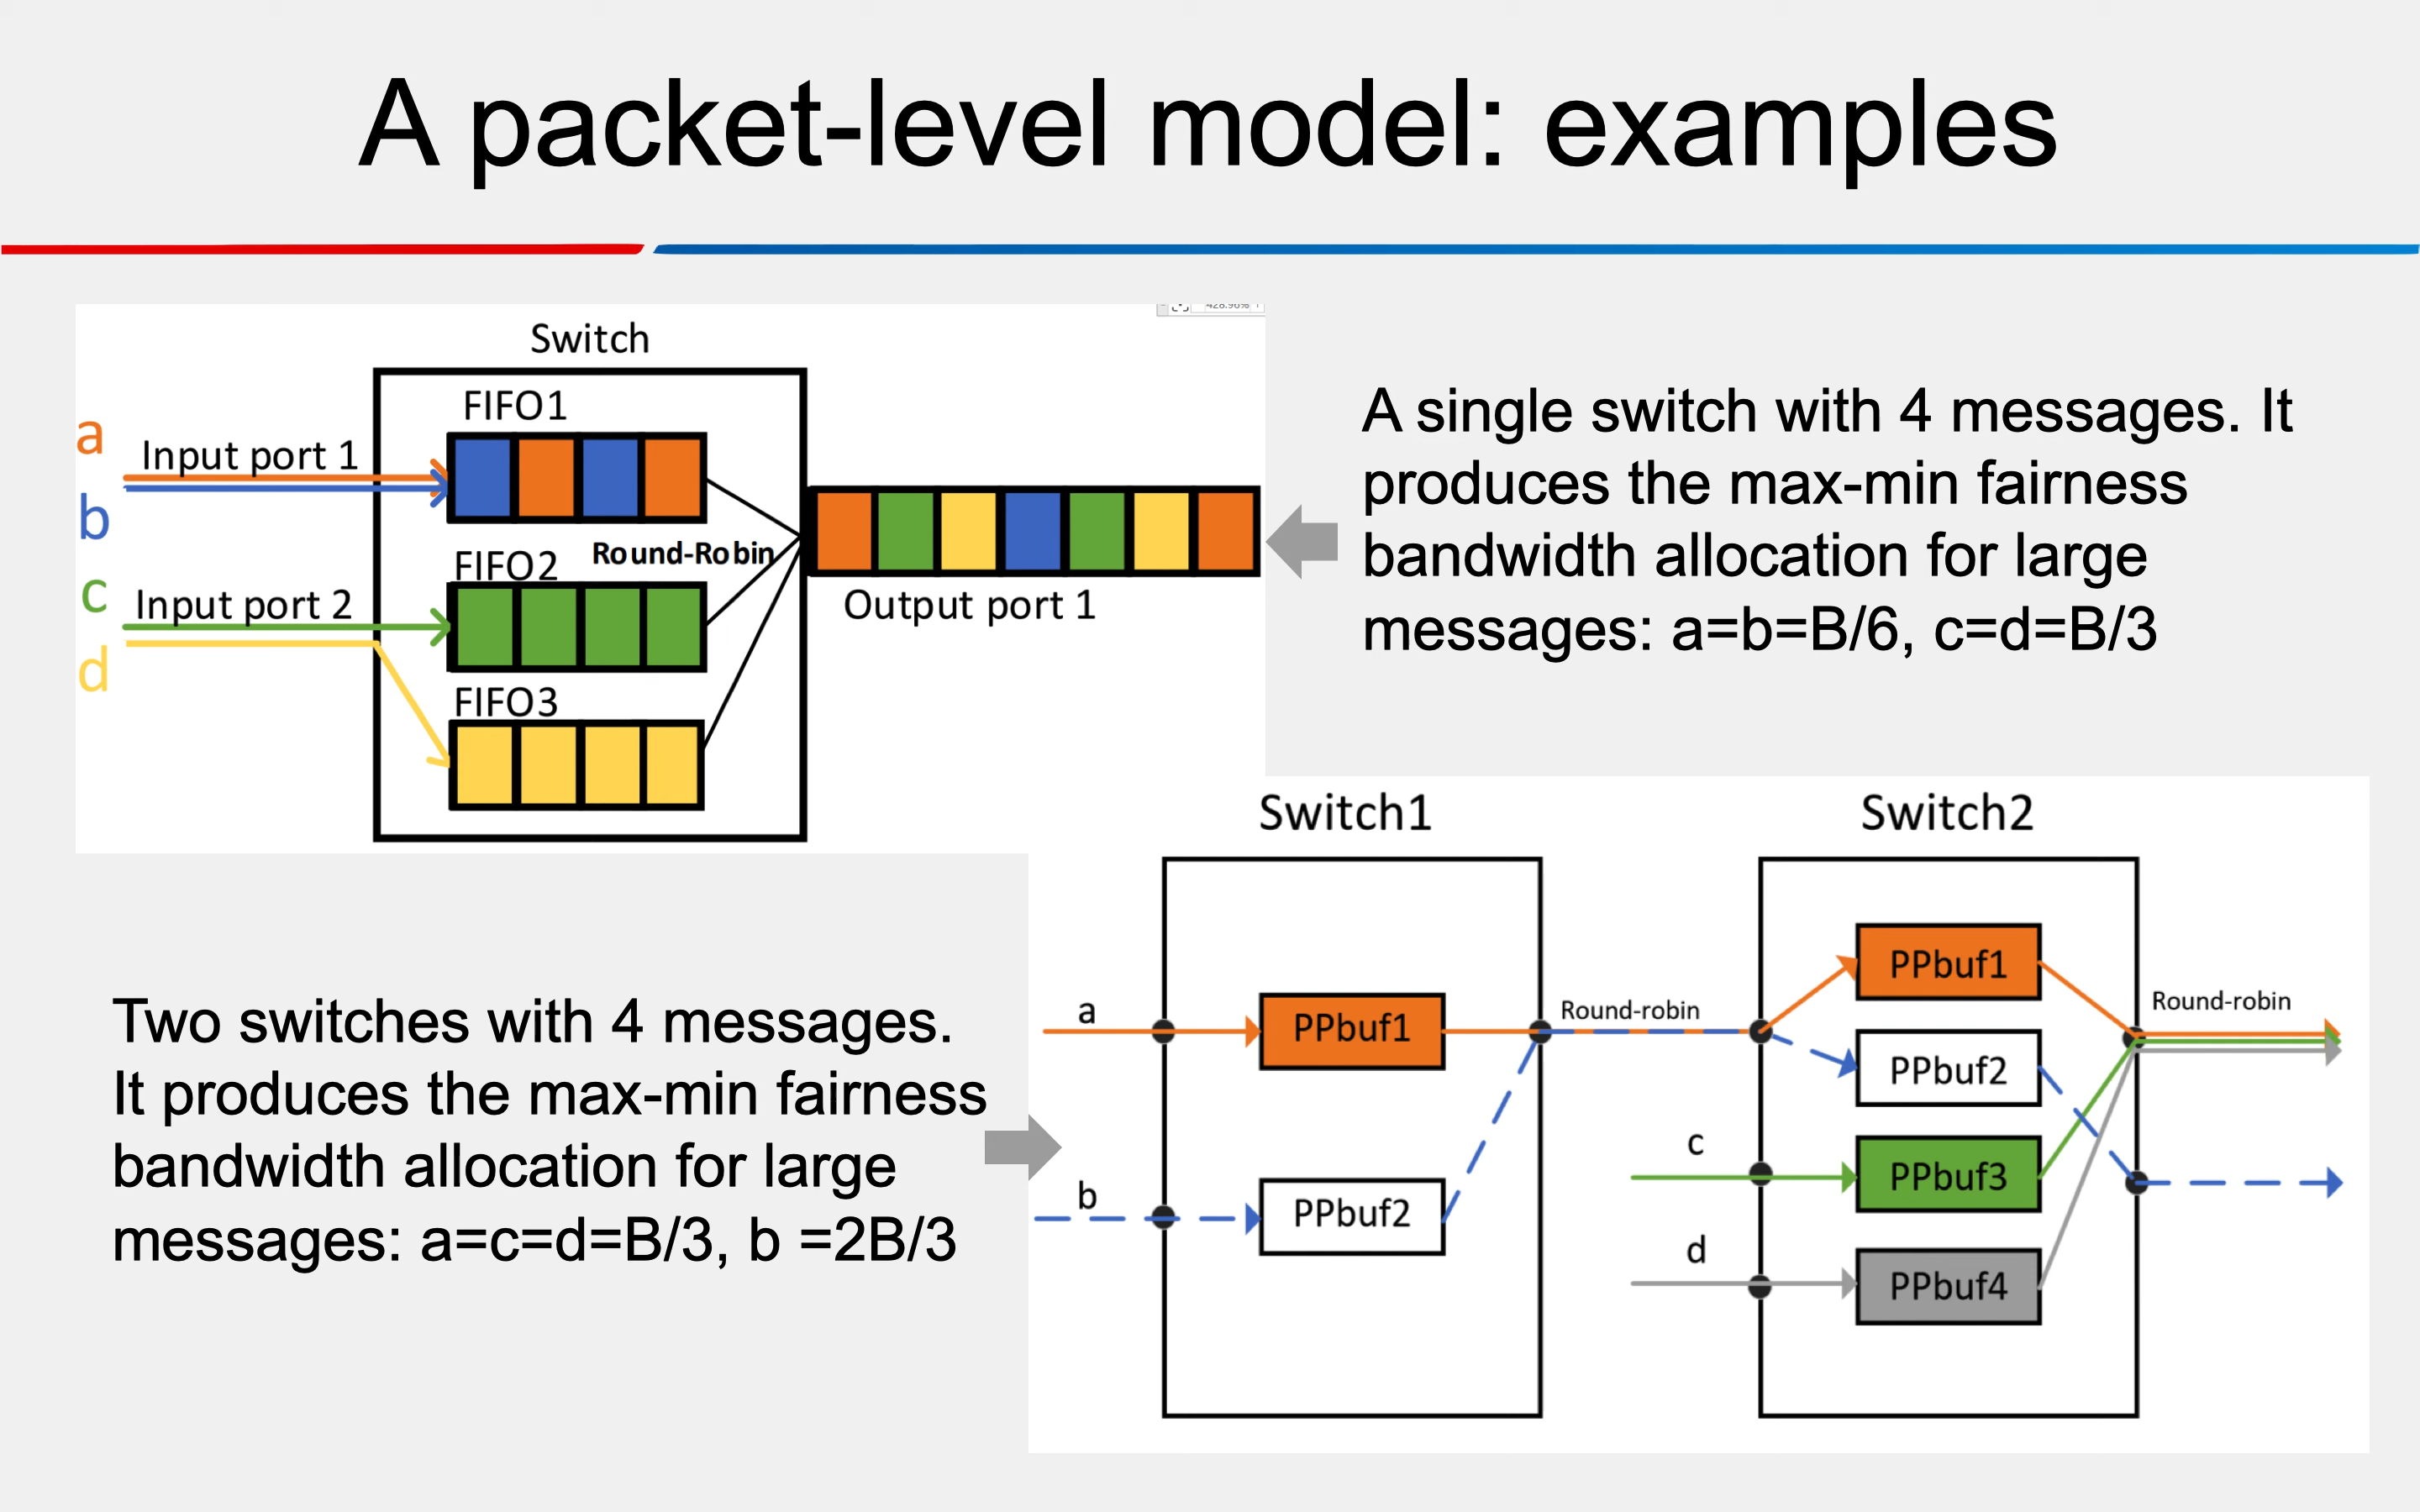 A packet-level model: examples
428.96%
Switch
FIFO1
a
Input port 1
b
FIFO2
Round-Robin
c
Input port 2
Output port 1
d
FIFO3
A single switch with 4 messages. It
produces the max-min fairness
bandwidth allocation for large
messages: a=b=B/6, c=d=B/3
Two switches with 4 messages.
It produces the max-min fairness
bandwidth allocation for large
messages: a=c=d=B/3, b =2B/3
Switch1
Switch2
a
PPbuf1
Round-robin
b
PPbuf2
PPbuf1
Round-robin
PPbuf2
c
PPbuf3
d
PPbuf4